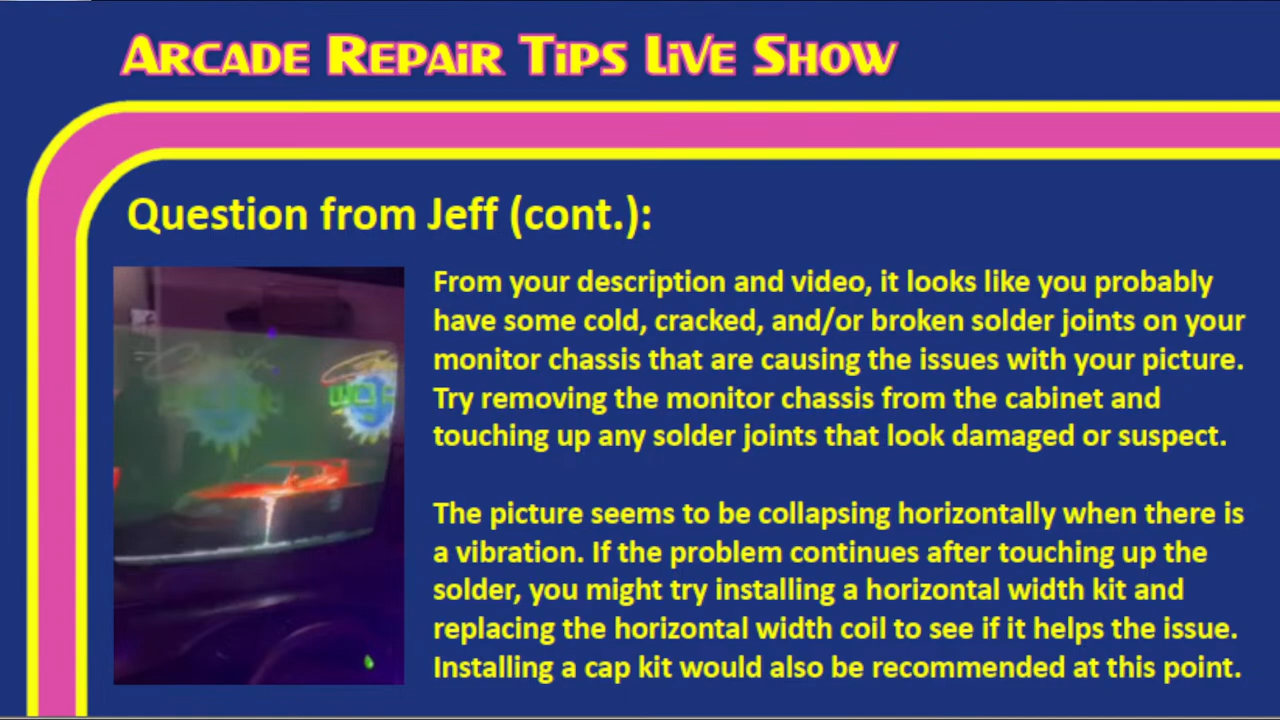 Arcade Repair Tips Live Show
Question from Jeff (cont.):
From your description and video, it looks like you probably
have some cold, cracked, and/or broken solder joints on your
monitor chassis that are causing the issues with your picture.
Try removing the monitor chassis from the cabinet and
touching up any solder joints that look damaged or suspect.
The picture seems to be collapsing horizontally when there is
a vibration. If the problem continues after touching up the
solder, you might try installing a horizontal width kit and
replacing the horizontal width coil to see if it helps the issue.
Installing a cap kit would also be recommended at this point.